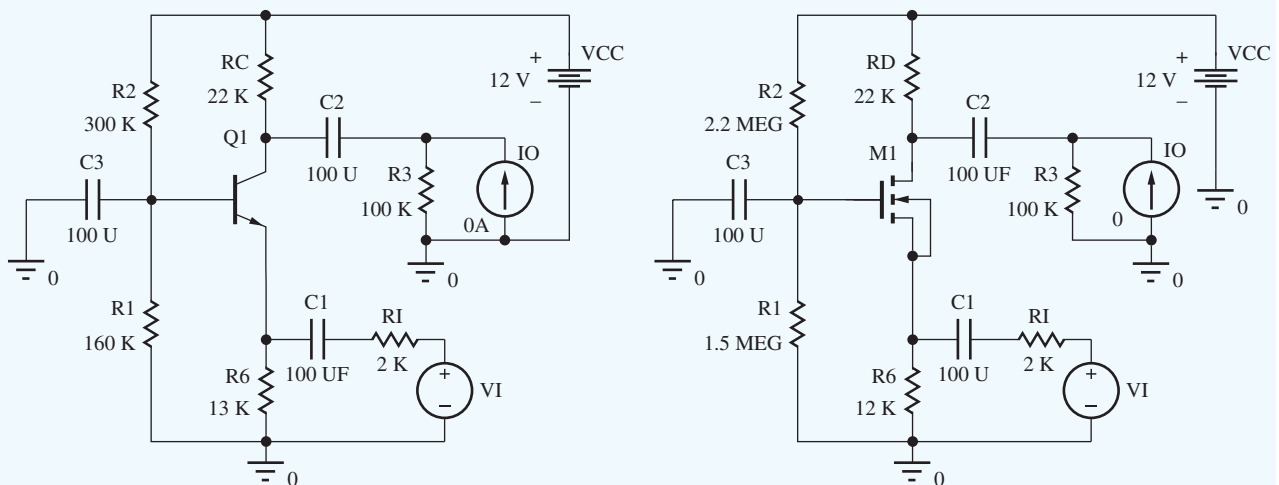 RC
22 K
R2
300 K
Q1
C2
100 U
C3
100 U
0
R3
100 K
IO
0A
0
+
12 V
−
VCC
R1
160 K
C1
100 UF
RI
2 K
R6
13 K
+
−
VI
0
RD
22 K
R2
2.2 MEG
M1
C2
100 UF
C3
100 U
0
R3
100 K
IO
0
0
+
12 V
−
VCC
0
R1
1.5 MEG
C1
100 U
RI
2 K
R6
12 K
+
−
VI
0